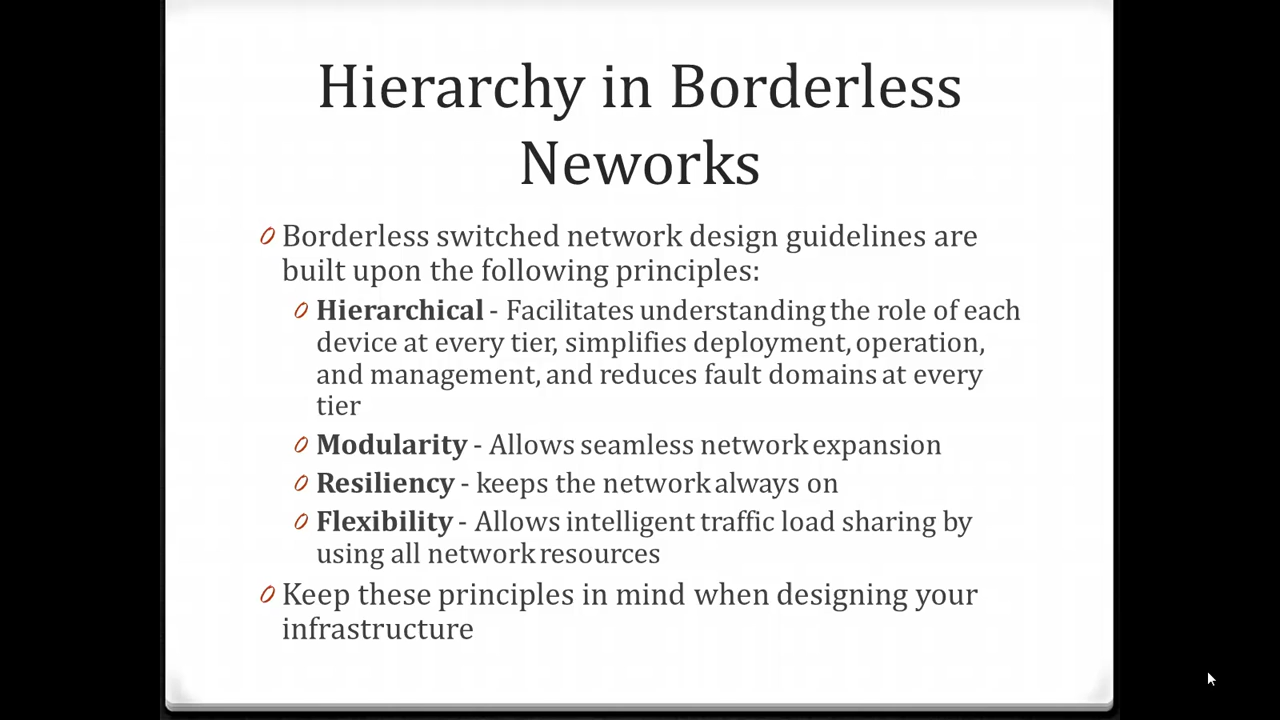 Hierarchy in Borderless
Neworks
Borderless switched network design guidelines are
built upon the following principles:
Hierarchical - Facilitates understanding the role of each
device at every tier, simplifies deployment, operation,
and management, and reduces fault domains at every
tier
Modularity - Allows seamless network expansion
Resiliency - keeps the network always on
Flexibility - Allows intelligent traffic load sharing by
using all network resources
Keep these principles in mind when designing your
infrastructure